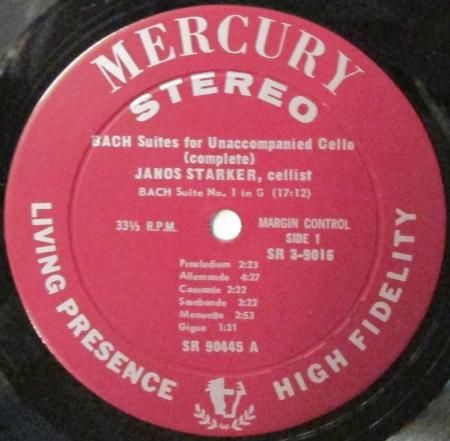 MERCURY
STEREO
BACH Suites for Unaccompanied Cello
(complete)
JANOS STARKER, cellist
BACH Suite No. 1 in G (17:12)
33⅓ R.P.M.
MARGIN CONTROL
SIDE 1
SR 3-9016
Praeludium 2:23
Allemande 4:27
Courante 2:22
Sarabande 3:22
Menuetto 2:53
Gigue 1:31
SR 90445 A
LIVING PRESENCE
HIGH FIDELITY